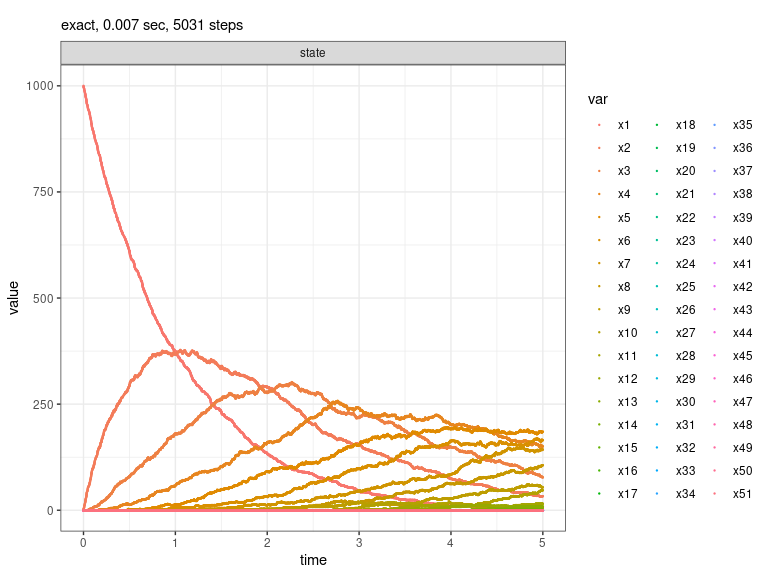 exact, 0.007 sec, 5031 steps
state
value
1000
750
500
250
0
0 1 2 3 4 5
time
var
x1 x18 x35
x2 x19 x36
x3 x20 x37
x4 x21 x38
x5 x22 x39
x6 x23 x40
x7 x24 x41
x8 x25 x42
x9 x26 x43
x10 x27 x44
x11 x28 x45
x12 x29 x46
x13 x30 x47
x14 x31 x48
x15 x32 x49
x16 x33 x50
x17 x34 x51